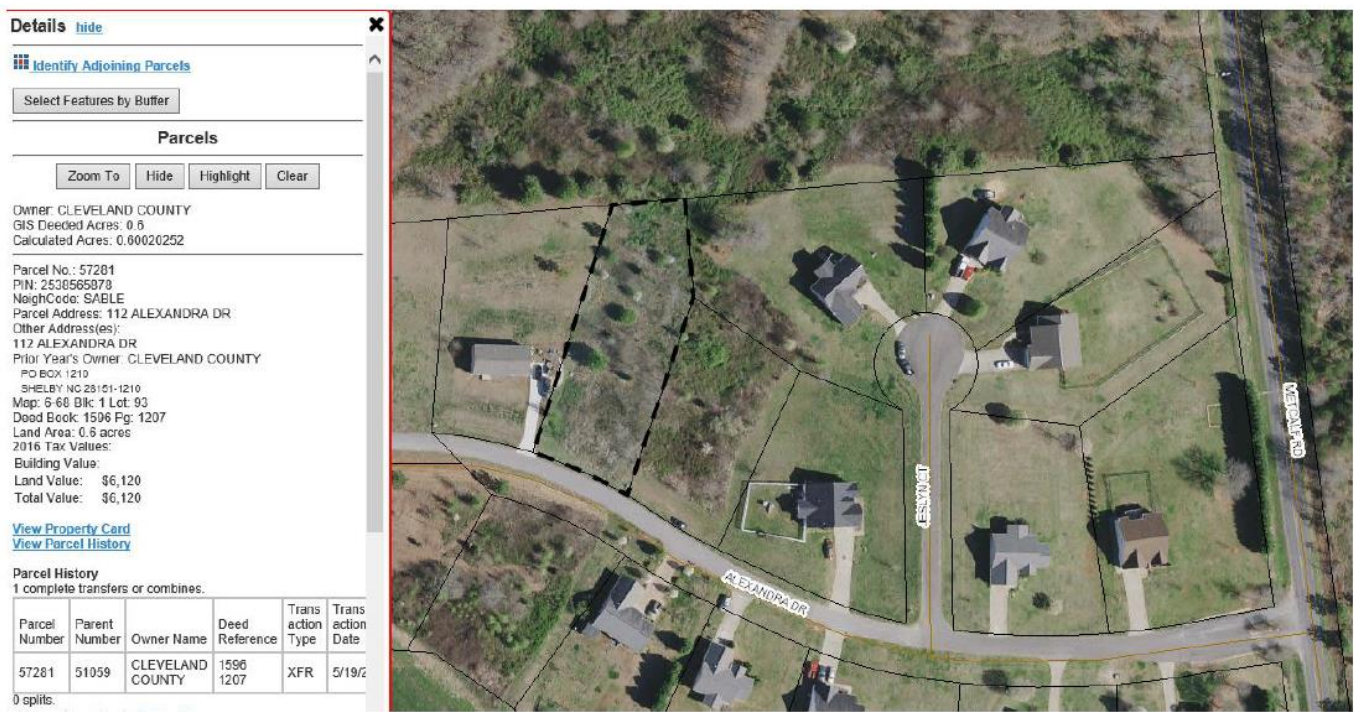 Details hide
Identify Adjoining Parcels
Select Features by Buffer
Parcels
Zoom To Hide Highlight Clear
Owner: CLEVELAND COUNTY
GIS Deeded Acres: 0.6
Calculated Acres: 0.60020252
Parcel No.: 57281
PIN: 2538565878
NeighCode: SABLE
Parcel Address: 112 ALEXANDRA DR
Other Address(es):
112 ALEXANDRA DR
Prior Year's Owner: CLEVELAND COUNTY
PO BOX 1210
SHELBY NC 28151-1210
Map: 6-68 Blk: 1 Lot: 93
Deed Book: 1596 Pg: 1207
Land Area: 0.6 acres
2016 Tax Values:
Building Value:
Land Value: $6,120
Total Value: $6,120
View Property Card
View Parcel History
Parcel History
1 complete transfers or combines.
Parcel Number Parent Number Owner Name Deed Reference Trans action Type Trans action Date
57281 51059 CLEVELAND COUNTY 1596 1207 XFR 5/19/2
0 splits.
JESLYN CT
METCALF RD
ALEXANDRA DR